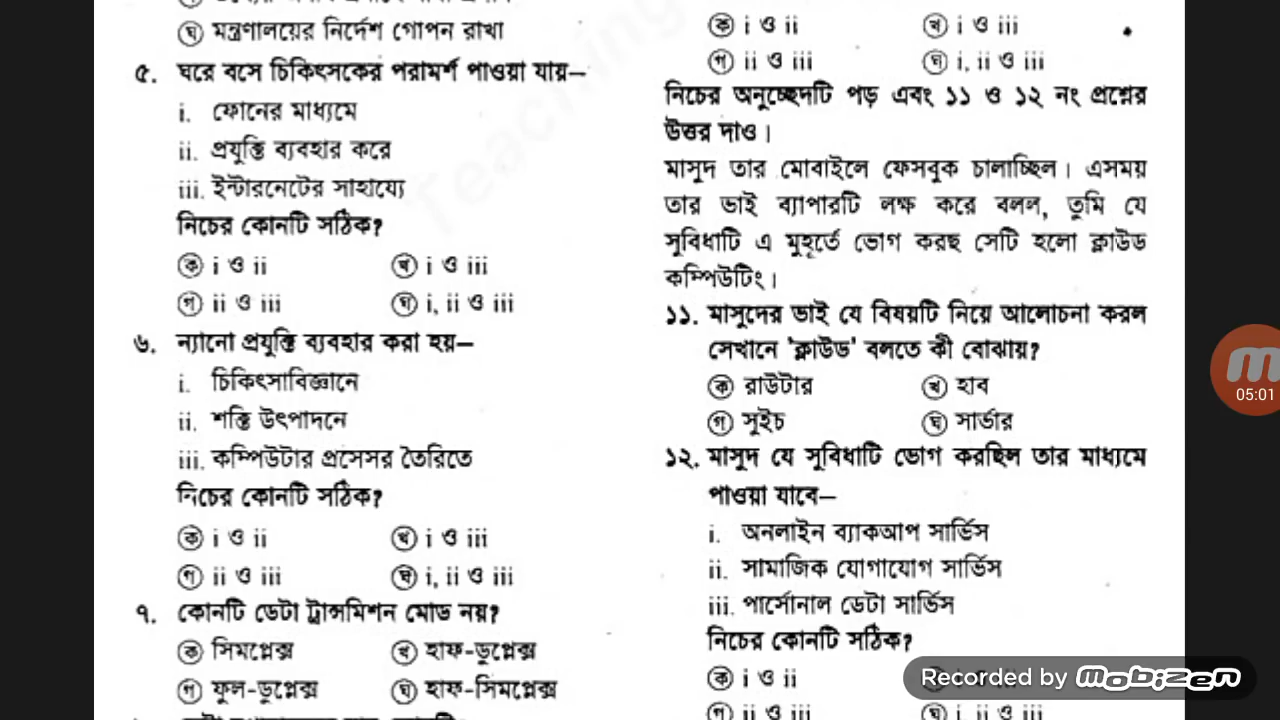 ঘ মন্ত্রণালয়ের নির্দেশ গোপন রাখা
৫. ঘরে বসে চিকিৎসকের পরামর্শ পাওয়া যায়–
i. ফোনের মাধ্যমে
ii. প্রযুক্তি ব্যবহার করে
iii. ইন্টারনেটের সাহায্যে
নিচের কোনটি সঠিক?
ক i ও ii খ i ও iii
গ ii ও iii ঘ i, ii ও iii
৬. ন্যানো প্রযুক্তি ব্যবহার করা হয়–
i. চিকিৎসাবিজ্ঞানে
ii. শক্তি উৎপাদনে
iii. কম্পিউটার প্রসেসর তৈরিতে
নিচের কোনটি সঠিক?
ক i ও ii খ i ও iii
গ ii ও iii ঘ i, ii ও iii
৭. কোনটি ডেটা ট্রান্সমিশন মোড নয়?
ক সিমপ্লেক্স খ হাফ-ডুপ্লেক্স
গ ফুল-ডুপ্লেক্স ঘ হাফ-সিমপ্লেক্স
ক i ও ii খ i ও iii
গ ii ও iii ঘ i, ii ও iii
নিচের অনুচ্ছেদটি পড় এবং ১১ ও ১২ নং প্রশ্নের
উত্তর দাও।
মাসুদ তার মোবাইলে ফেসবুক চালাচ্ছিল। এসময়
তার ভাই ব্যাপারটি লক্ষ করে বলল, তুমি যে
সুবিধাটি এ মুহূর্তে ভোগ করছ সেটি হলো ক্লাউড
কম্পিউটিং।
১১. মাসুদের ভাই যে বিষয়টি নিয়ে আলোচনা করল
সেখানে 'ক্লাউড' বলতে কী বোঝায়?
ক রাউটার খ হাব
গ সুইচ ঘ সার্ভার
১২. মাসুদ যে সুবিধাটি ভোগ করছিল তার মাধ্যমে
পাওয়া যাবে–
i. অনলাইন ব্যাকআপ সার্ভিস
ii. সামাজিক যোগাযোগ সার্ভিস
iii. পার্সোনাল ডেটা সার্ভিস
নিচের কোনটি সঠিক?
ক i ও ii
গ ii ও iii ঘ i, ii ও iii
Teaching
05:01
Recorded by mobizen